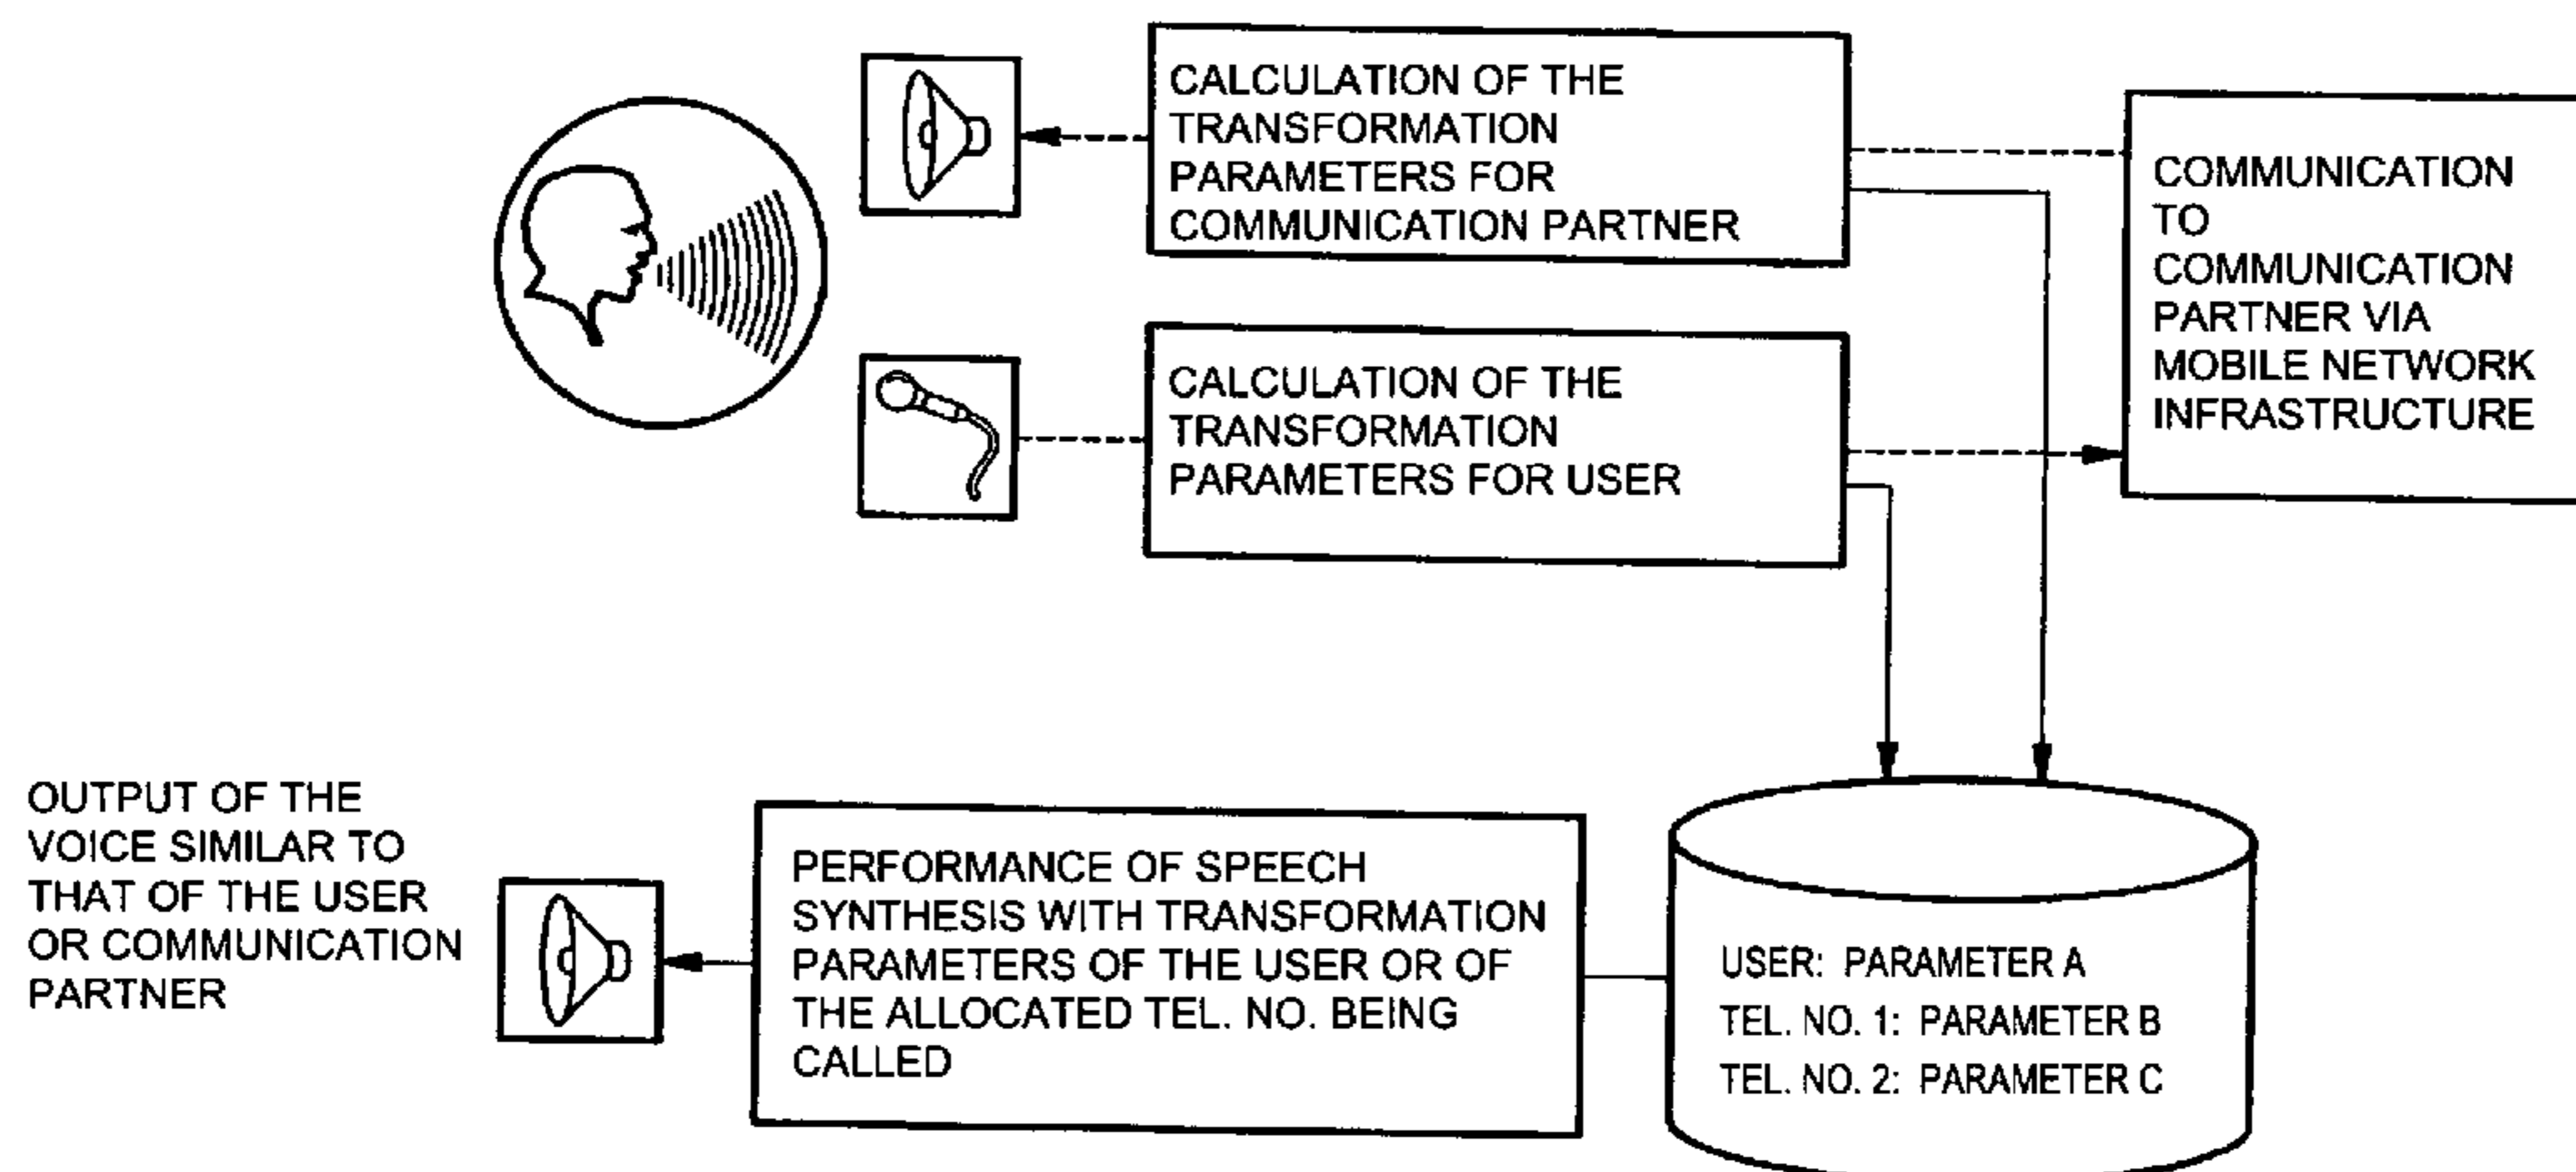 CALCULATION OF THE
TRANSFORMATION
PARAMETERS FOR
COMMUNICATION PARTNER
COMMUNICATION
TO
COMMUNICATION
PARTNER VIA
MOBILE NETWORK
INFRASTRUCTURE
CALCULATION OF THE
TRANSFORMATION
PARAMETERS FOR USER
OUTPUT OF THE
VOICE SIMILAR TO
THAT OF THE USER
OR COMMUNICATION
PARTNER
PERFORMANCE OF SPEECH
SYNTHESIS WITH TRANSFORMATION
PARAMETERS OF THE USER OR OF
THE ALLOCATED TEL. NO. BEING
CALLED
USER: PARAMETER A
TEL. NO. 1: PARAMETER B
TEL. NO. 2: PARAMETER C